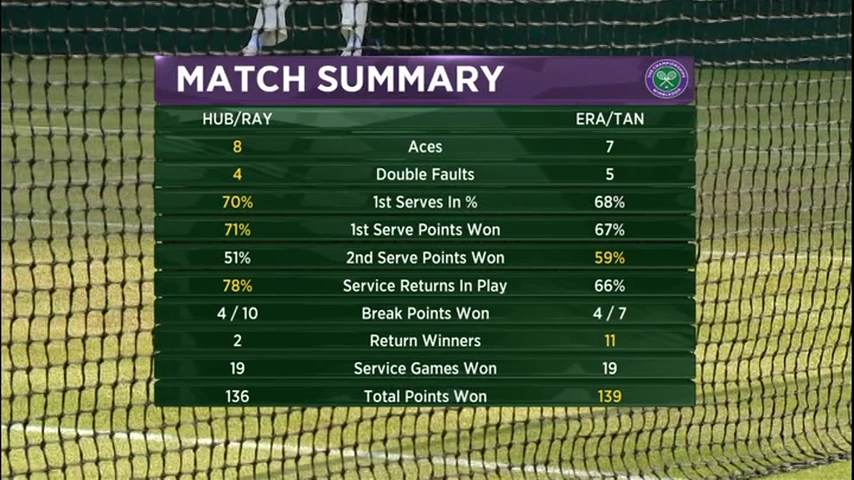 MATCH SUMMARY
HUB/RAY ERA/TAN
8 Aces 7
4 Double Faults 5
70% 1st Serves In % 68%
71% 1st Serve Points Won 67%
51% 2nd Serve Points Won 59%
78% Service Returns In Play 66%
4 / 10 Break Points Won 4 / 7
2 Return Winners 11
19 Service Games Won 19
136 Total Points Won 139